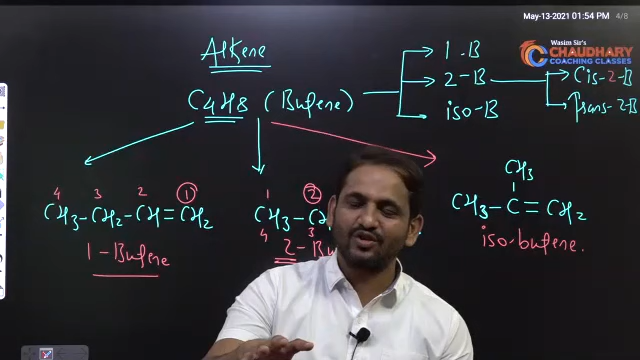 May-13-2021 01:54 PM 4/8
Wasim Sir's
CHAUDHARY
COACHING CLASSES
Alkene
C4H8 (Butene)
1-B
2-B
iso-B
Cis-2-B
Trans-2-B
4 3 2 1
CH3-CH2-CH=CH2
1-Butene
1 2
CH3-C
4 3
2-Bu
CH3
CH3-C=CH2
iso-butene.